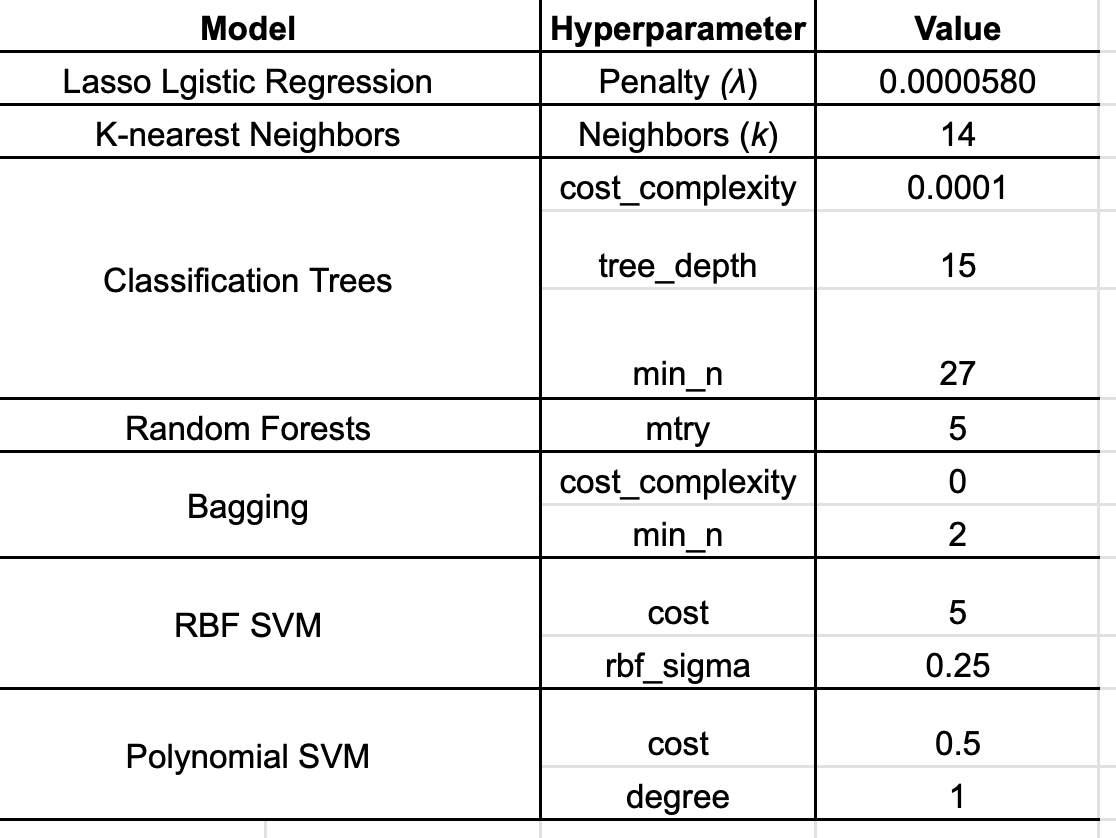 Model Hyperparameter Value
Lasso Lgistic Regression Penalty (λ) 0.0000580
K-nearest Neighbors Neighbors (k) 14
Classification Trees cost_complexity 0.0001
tree_depth 15
min_n 27
Random Forests mtry 5
Bagging cost_complexity 0
min_n 2
RBF SVM cost 5
rbf_sigma 0.25
Polynomial SVM cost 0.5
degree 1